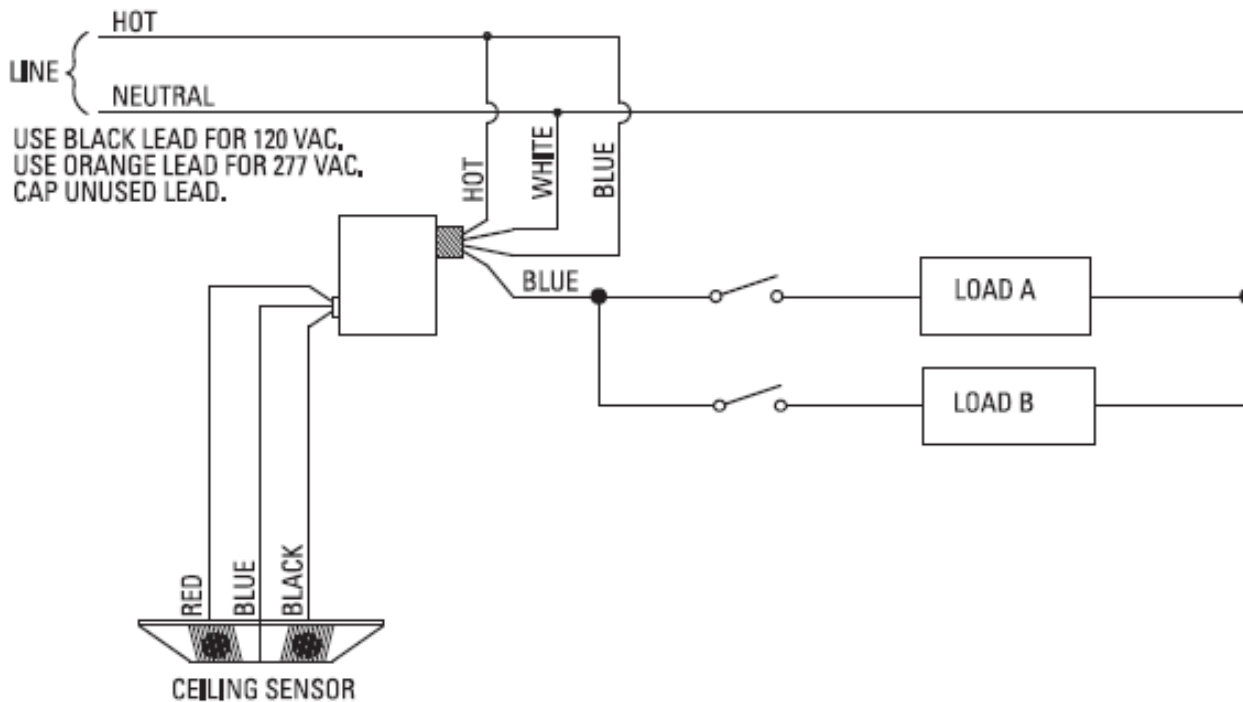 HOT
LINE
NEUTRAL
USE BLACK LEAD FOR 120 VAC.
USE ORANGE LEAD FOR 277 VAC.
CAP UNUSED LEAD.
HOT
WHITE
BLUE
BLUE
LOAD A
LOAD B
RED
BLUE
BLACK
CEILING SENSOR